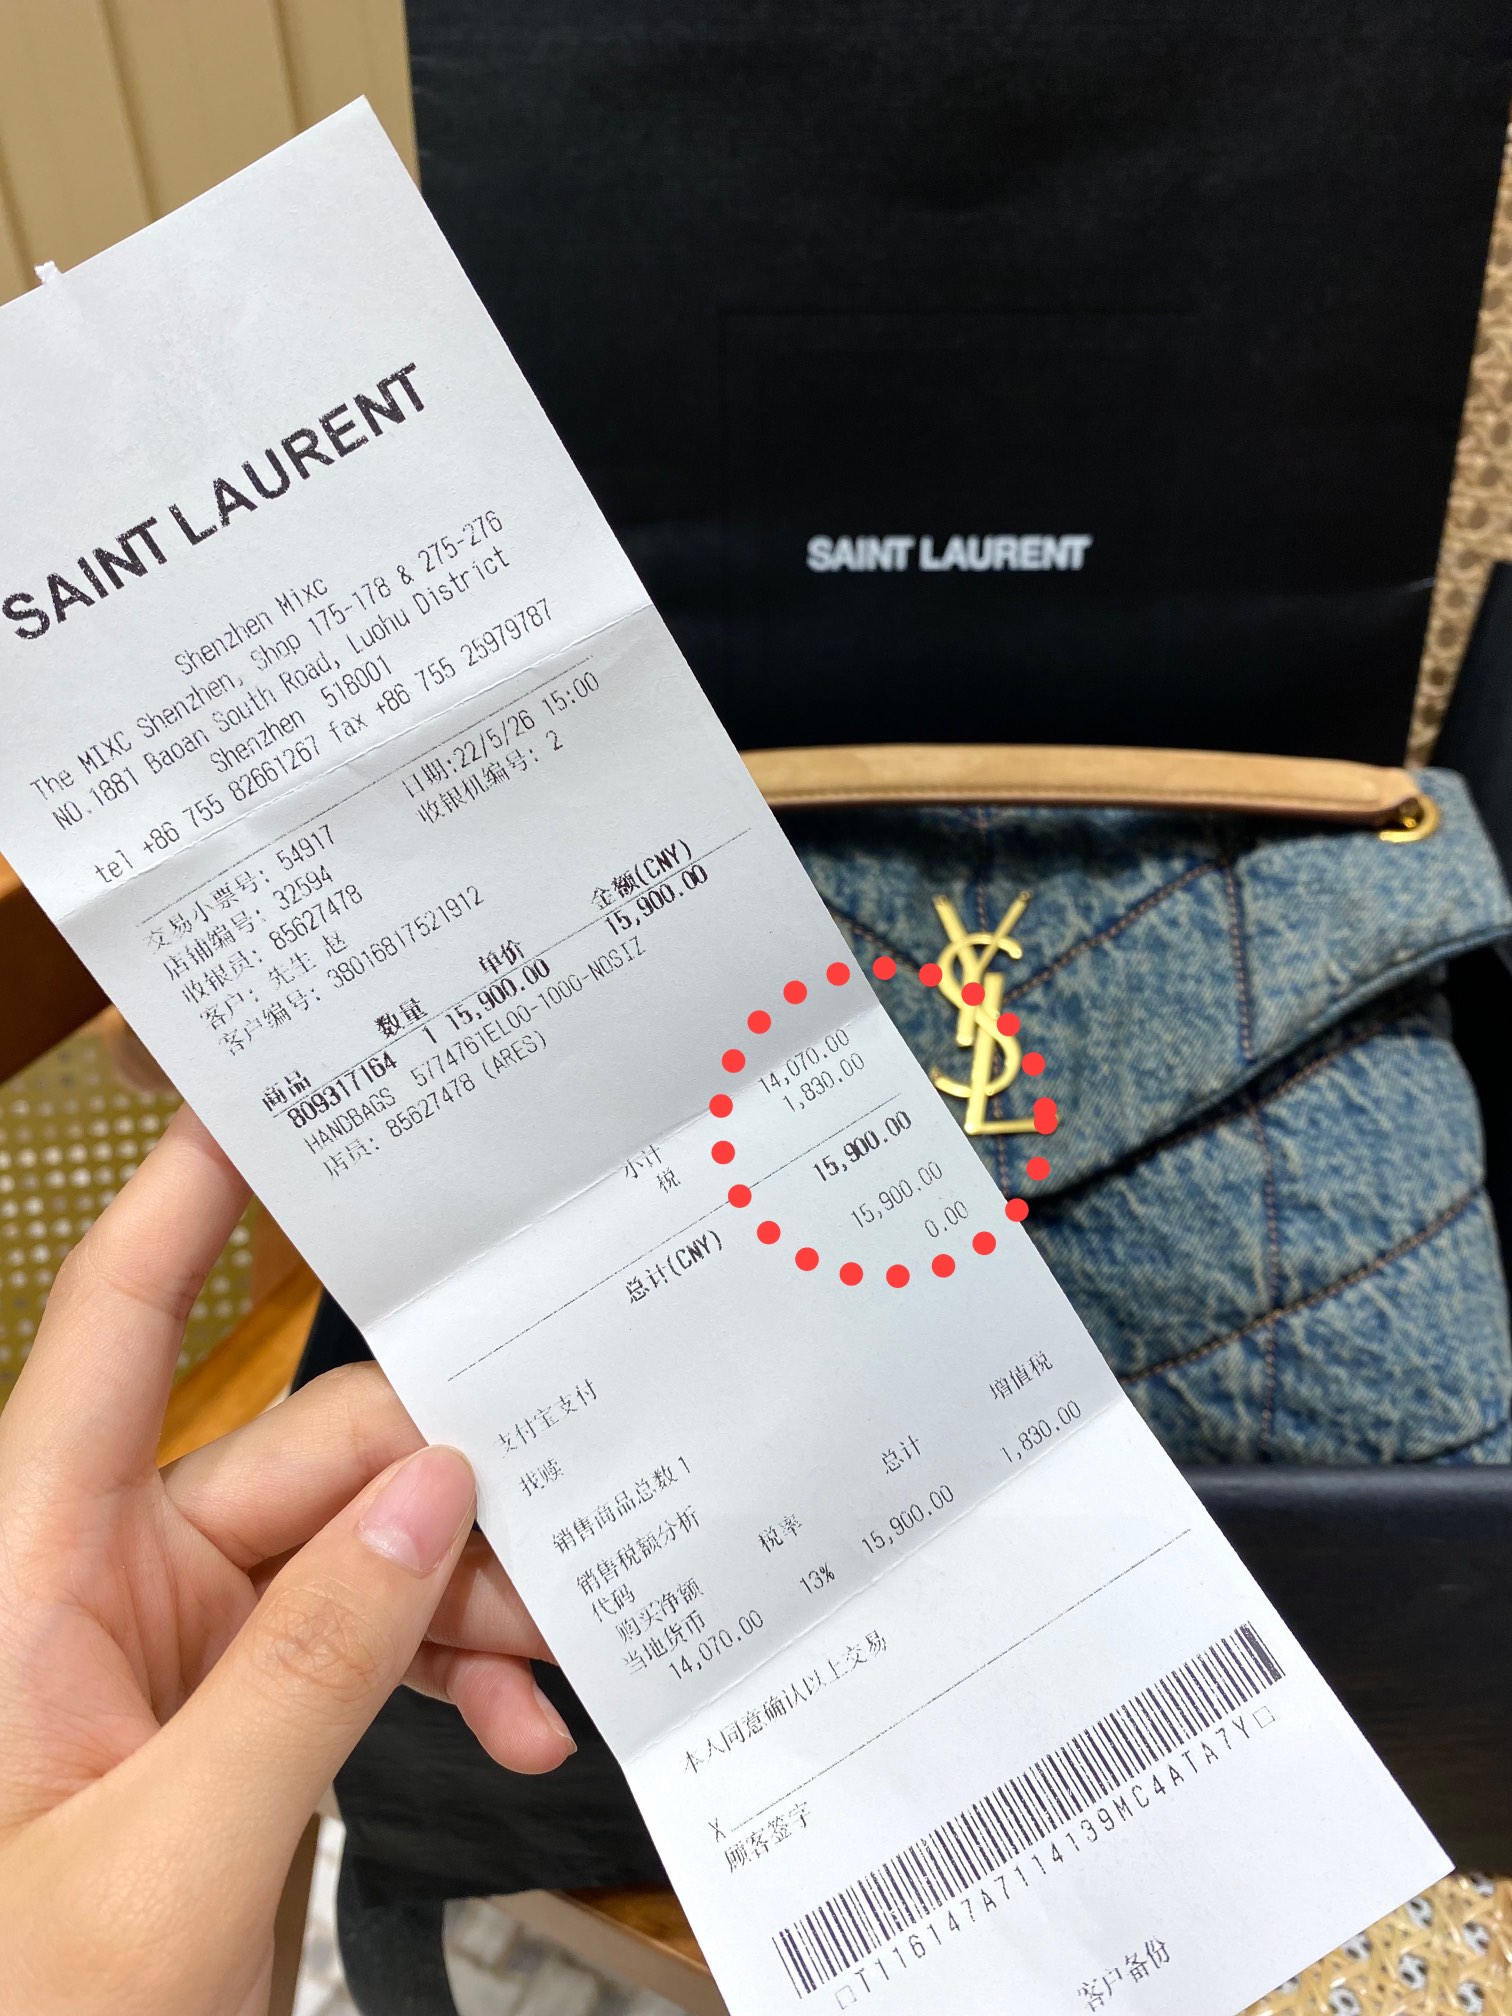 SAINT LAURENT
Shenzhen MixC
The MIXC Shenzhen, Shop 175-178 & 275-276
NO.1881 Baoan South Road, Luohu District
Shenzhen 518001
tel +86 755 82661267 fax +86 755 25979787
交易小票号: 54917 日期:22/5/26 15:00
店铺编号: 32594 收银机编号: 2
收银员: 85627478
客户: 先生 赵
客户编号: 3801681752​1912
商品 数量 单价 金额(CNY)
809317164 1 15,900.00 15,900.00
HANDBAGS 5774761EL00-1000-NOSIZ
店员: 85627478 (ARES)
小计 14,070.00
税 1,830.00
总计(CNY) 15,900.00
支付宝支付 15,900.00
找赎 0.00
销售商品总数 1
销售税额分析
代码 税率 总计 增值税
购买净额 13% 15,900.00 1,830.00
当地货币
14,070.00
本人同意确认以上交易
X
顾客签字
T116147A7114139MC4ATA7Y
客户备份
SAINT LAURENT
YSL